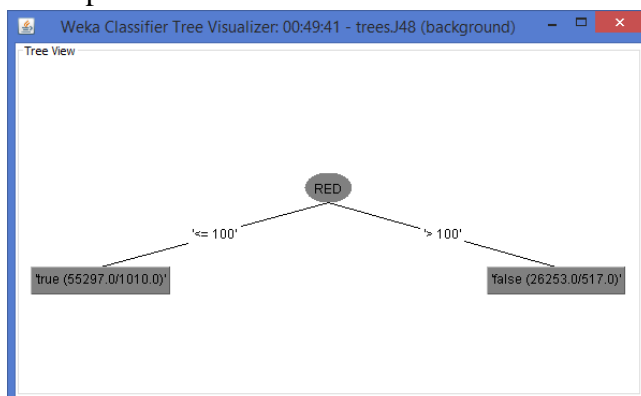 Weka Classifier Tree Visualizer: 00:49:41 - trees.J48 (background)
Tree View
RED
'<= 100'
'> 100'
'true (55297.0/1010.0)'
'false (26253.0/517.0)'